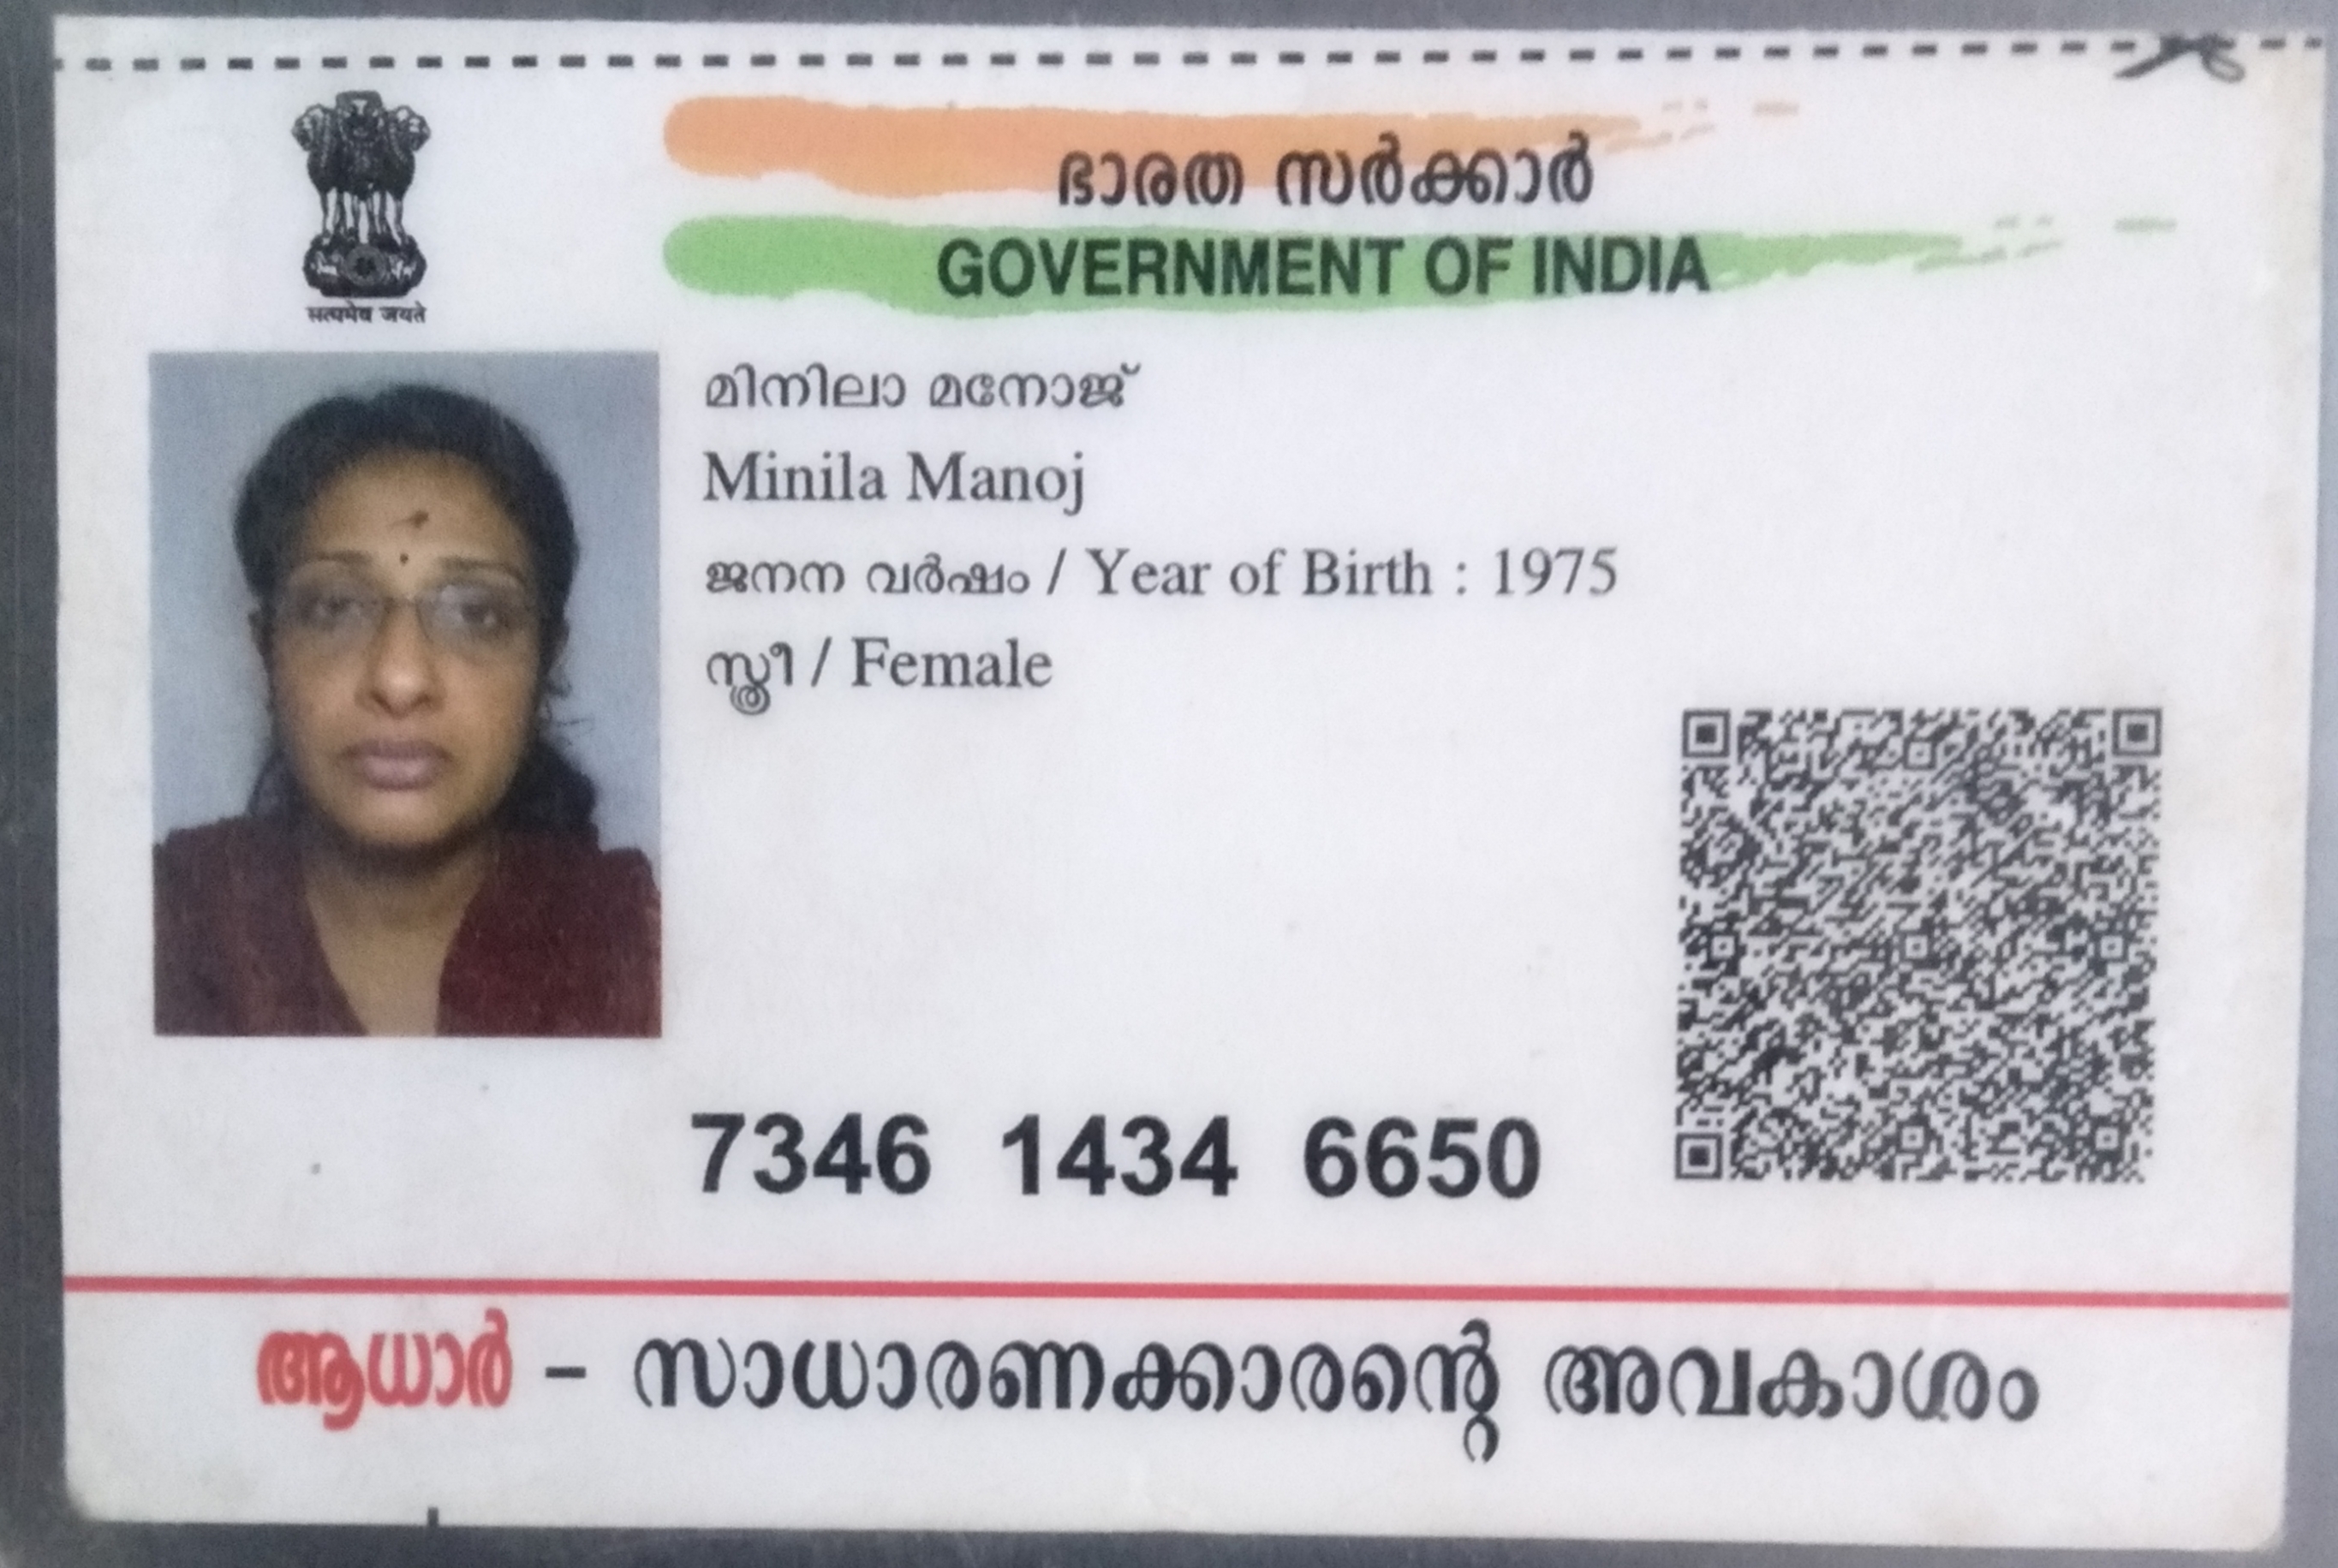 ഭാരത സർക്കാർ
GOVERNMENT OF INDIA
सत्यमेव जयते
മിനിലാ മനോജ്
Minila Manoj
ജനന വർഷം / Year of Birth : 1975
സ്ത്രീ / Female
7346 1434 6650
ആധാർ – സാധാരണക്കാരന്റെ അവകാശം